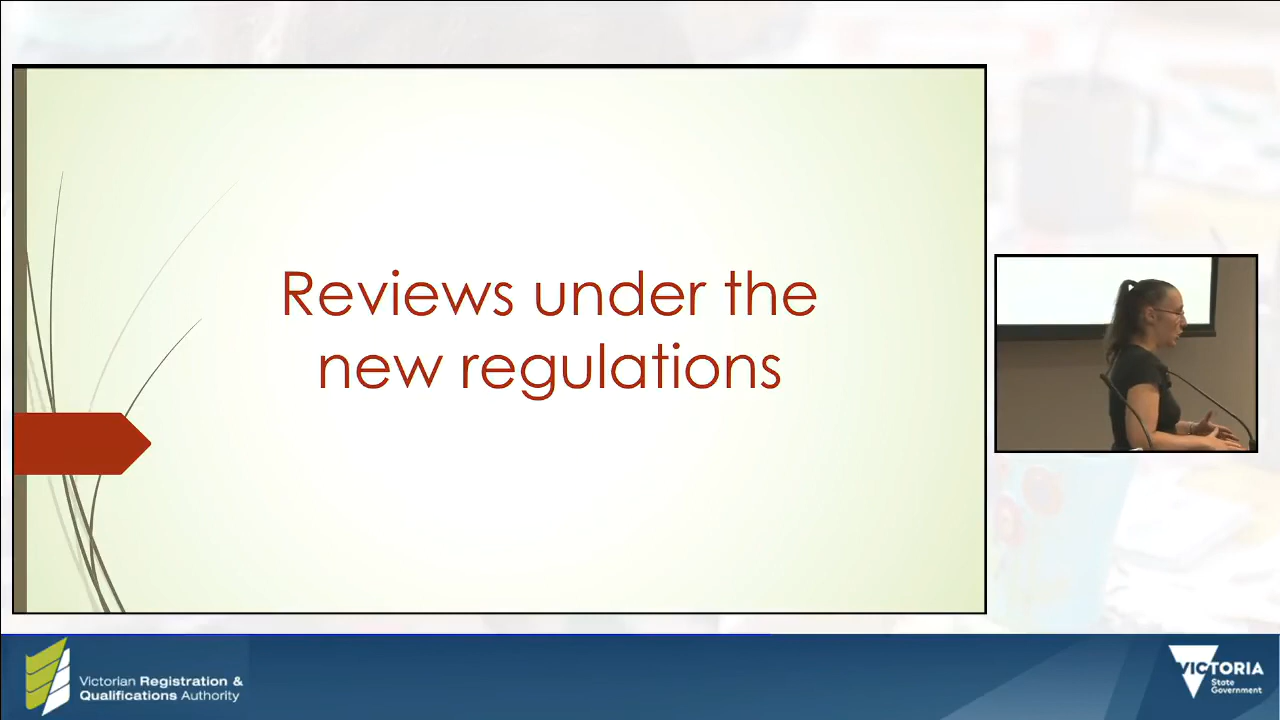 Reviews under the
new regulations
Victorian Registration &
Qualifications Authority
VICTORIA
State
Government